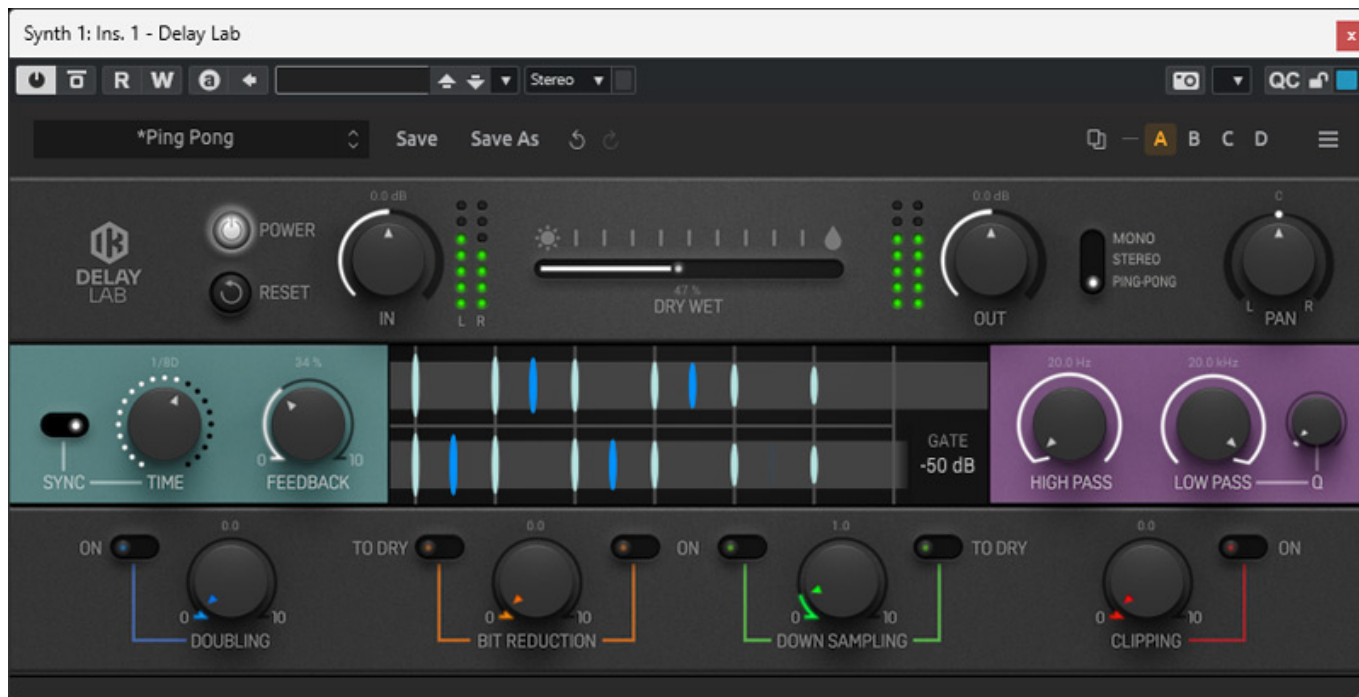 Synth 1: Ins. 1 - Delay Lab
x
R W a Stereo QC
*Ping Pong Save Save As A B C D
0.0 dB
0.0 dB
C
POWER
MONO
STEREO
PING-PONG
DELAY
LAB
RESET
47 %
DRY WET
IN
L R
OUT
L R
PAN
1/8D
34 %
20.0 Hz
20.0 kHz
GATE
-50 dB
0 10
SYNC TIME FEEDBACK
HIGH PASS LOW PASS Q
0.0
0.0
1.0
0.0
ON TO DRY ON TO DRY ON
0 10 0 10 0 10 0 10
DOUBLING BIT REDUCTION DOWN SAMPLING CLIPPING